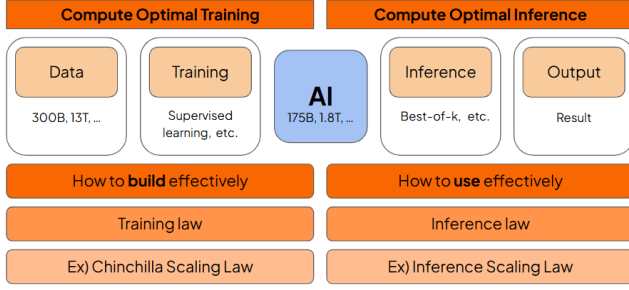 Compute Optimal Training
Compute Optimal Inference
Data
300B, 13T, ...
Training
Supervised
learning, etc.
AI
175B, 1.8T, ...
Inference
Best-of-k, etc.
Output
Result
How to build effectively
How to use effectively
Training law
Inference law
Ex) Chinchilla Scaling Law
Ex) Inference Scaling Law